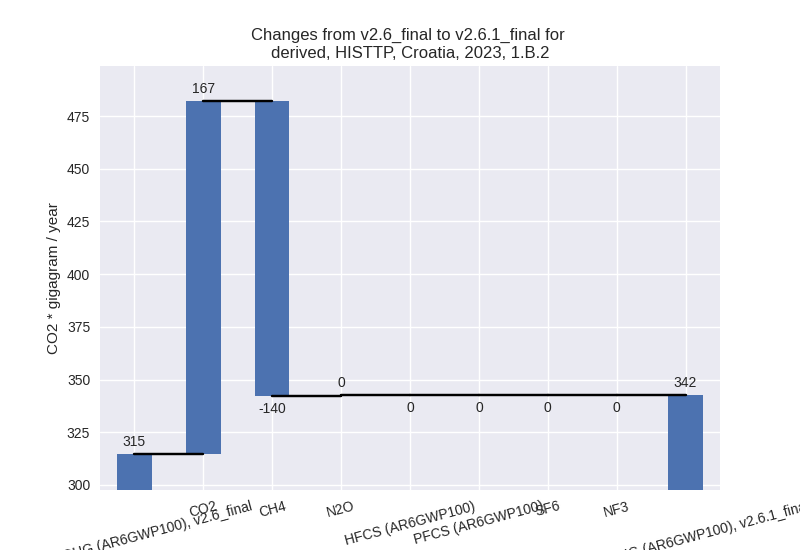 Changes from v2.6_final to v2.6.1_final for
derived, HISTTP, Croatia, 2023, 1.B.2
CO2 * gigagram / year
475
450
425
400
375
350
325
300
315
167
-140
0
0
0
0
0
342
(AR6GWP100), v2.6_final
CO2
CH4
N2O
HFCS (AR6GWP100)
PFCS (AR6GWP100)
SF6
NF3
(AR6GWP100), v2.6.1_final